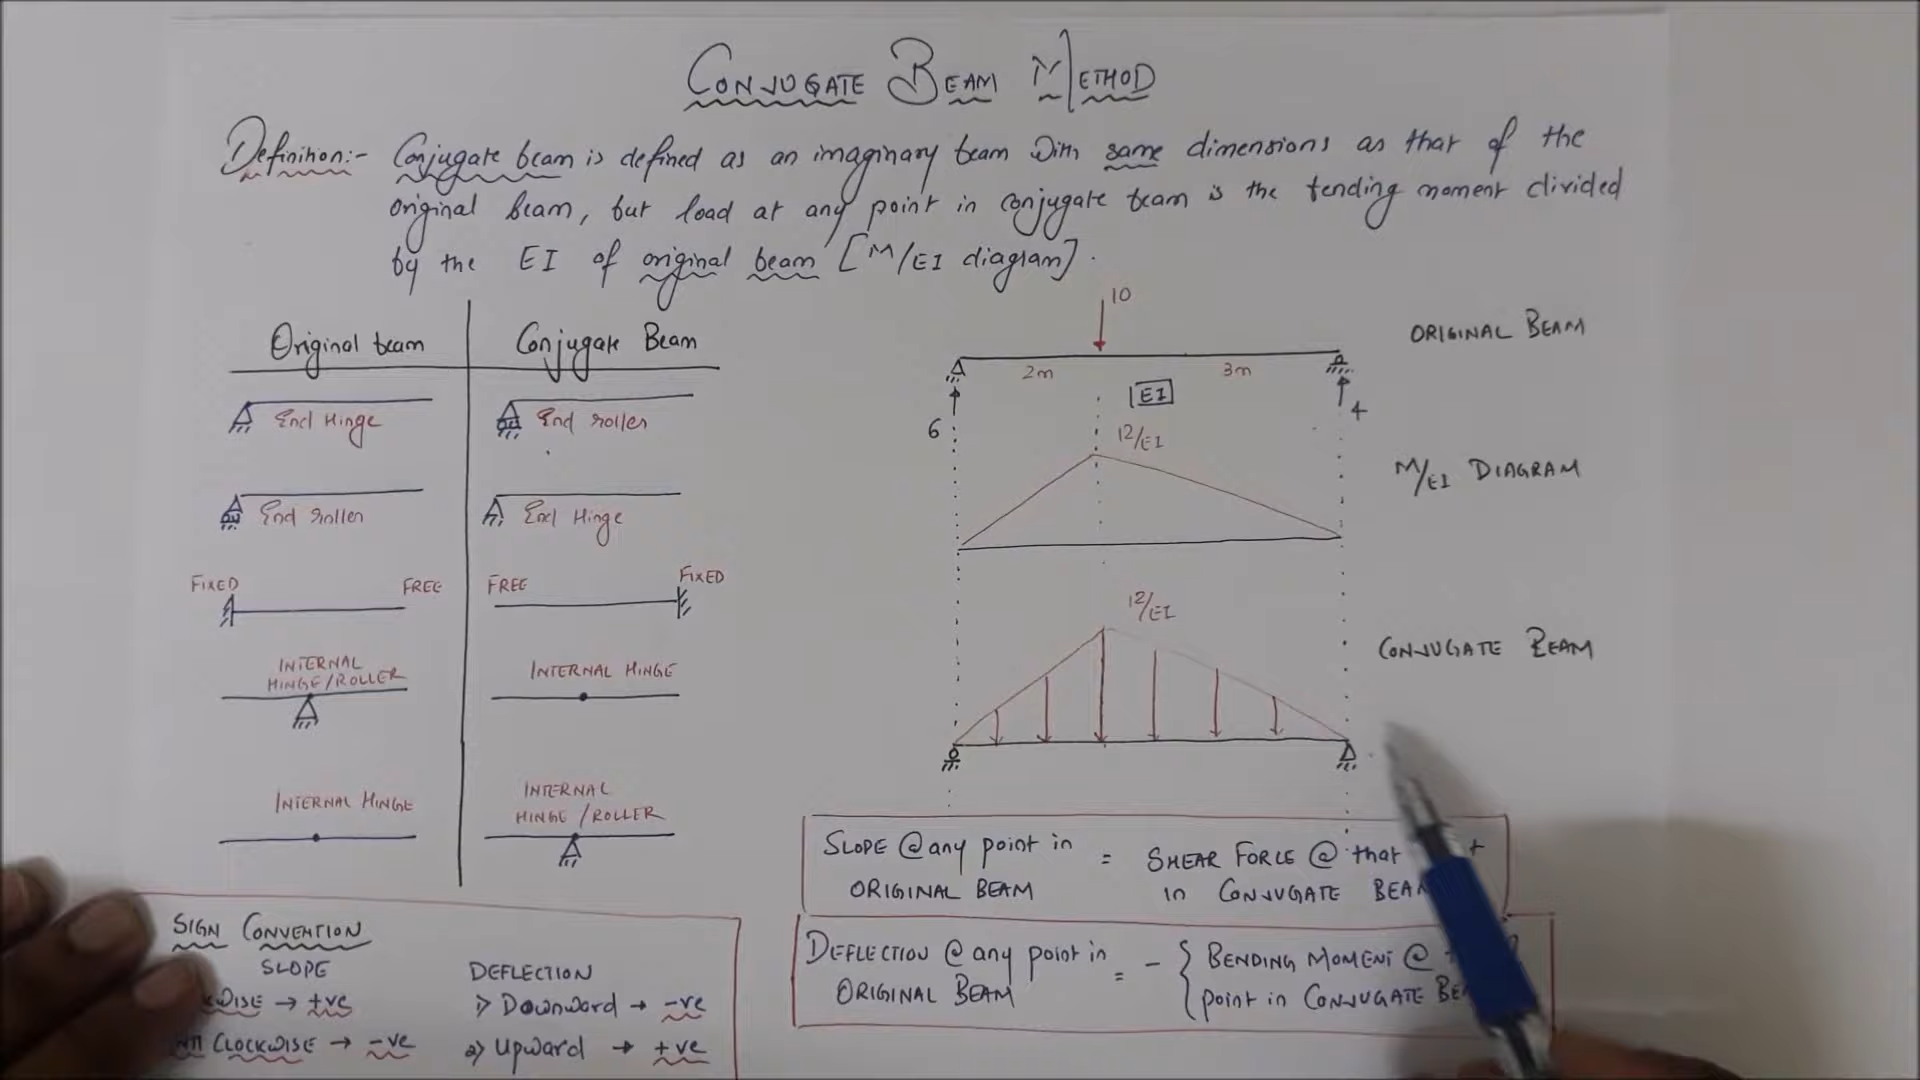 CONJUGATE BEAM METHOD
Definition:- Conjugate beam is defined as an imaginary beam with same dimensions as that of the
original beam, but load at any point in conjugate beam is the bending moment divided
by the EI of original beam [M/EI diagram].
Original beam
Conjugate Beam
End Hinge
End roller
End roller
End Hinge
FIXED FREE
FREE FIXED
INTERNAL
HINGE/ROLLER
INTERNAL HINGE
INTERNAL HINGE
INTERNAL
HINGE /ROLLER
10
ORIGINAL BEAM
2m 3m
EI
6
4
12/EI
M/EI DIAGRAM
12/EI
CONJUGATE BEAM
SLOPE @ any point in
ORIGINAL BEAM
=
SHEAR FORCE @ that
in CONJUGATE
DEFLECTION @ any point in
ORIGINAL BEAM
= -
{ BENDING MOMENT @
point in CONJUGATE
SIGN CONVENTION
SLOPE
→ +ve
CLOCKWISE → -ve
DEFLECTION
1) Downward → -ve
2) Upward → +ve